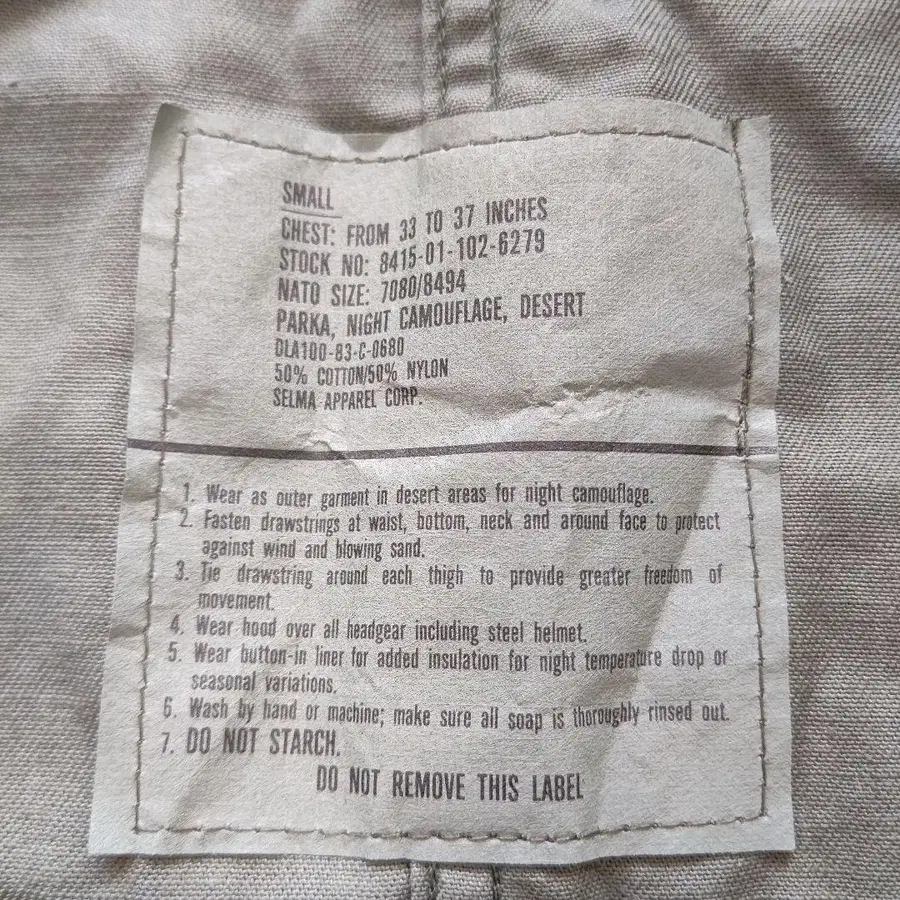 SMALL
CHEST: FROM 33 TO 37 INCHES
STOCK NO: 8415-01-102-6279
NATO SIZE: 7080/8494
PARKA, NIGHT CAMOUFLAGE, DESERT
DLA100-83-C-0680
50% COTTON/50% NYLON
SELMA APPAREL CORP.
1. Wear as outer garment in desert areas for night camouflage.
2. Fasten drawstrings at waist, bottom, neck and around face to protect
against wind and blowing sand.
3. Tie drawstring around each thigh to provide greater freedom of
movement.
4. Wear hood over all headgear including steel helmet.
5. Wear button-in liner for added insulation for night temperature drop or
seasonal variations.
6. Wash by hand or machine; make sure all soap is thoroughly rinsed out.
7. DO NOT STARCH.
DO NOT REMOVE THIS LABEL